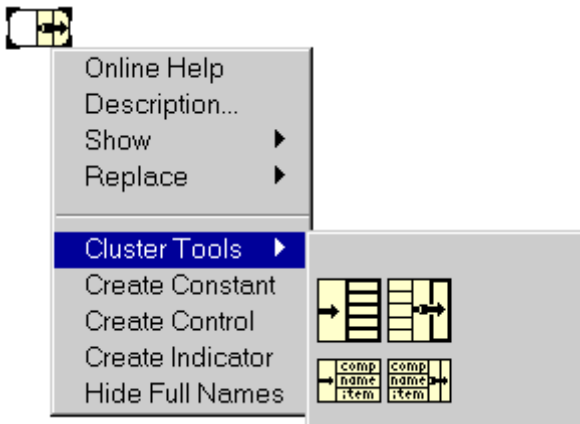 Online Help
Description...
Show
Replace
Cluster Tools
Create Constant
Create Control
Create Indicator
Hide Full Names
comp comp
name name
item item